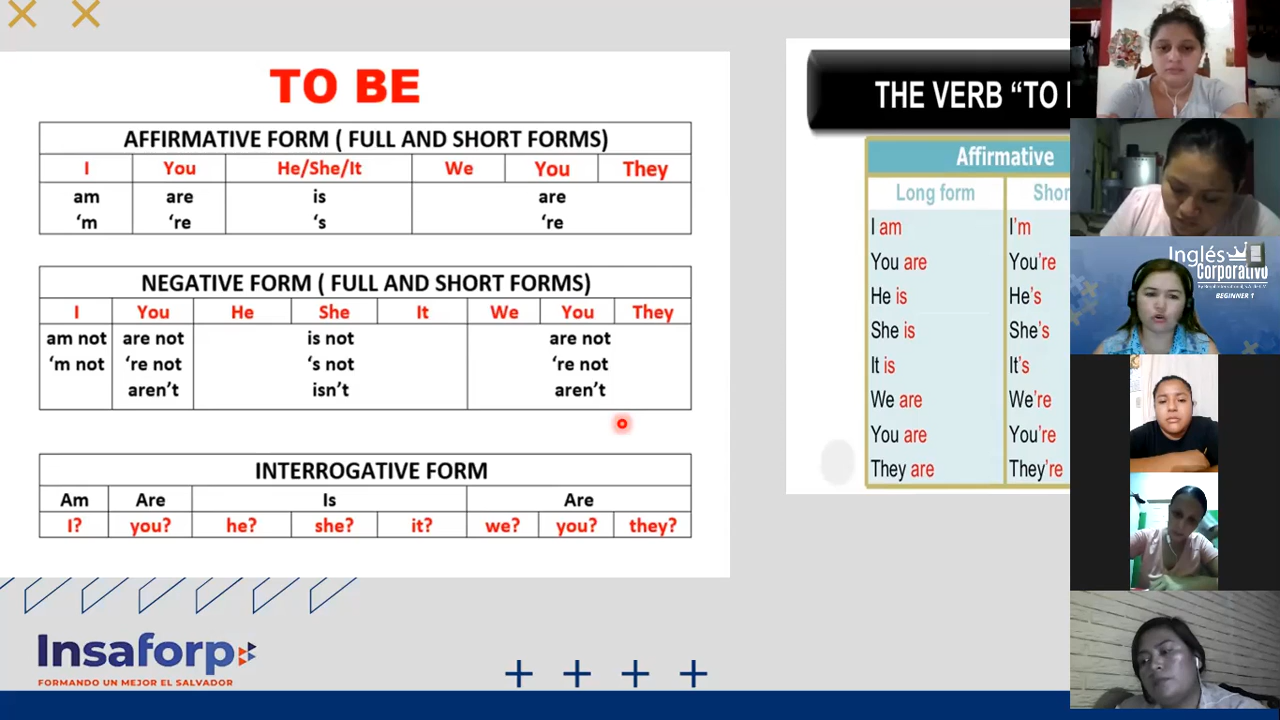 TO BE
AFFIRMATIVE FORM ( FULL AND SHORT FORMS)
I You He/She/It We You They
am are is are
‘m ‘re ‘s ‘re
NEGATIVE FORM ( FULL AND SHORT FORMS)
I You He She It We You They
am not are not is not are not
‘m not ‘re not ‘s not ‘re not
aren’t isn’t aren’t
INTERROGATIVE FORM
Am Are Is Are
I? you? he? she? it? we? you? they?
THE VERB “TO
Affirmative
Long form Shor
I am I’m
You are You’re
He is He’s
She is She’s
It is It’s
We are We’re
You are You’re
They are They’re
Insaforp
FORMANDO UN MEJOR EL SALVADOR
Inglés
Corporativo
BEGINNER 1